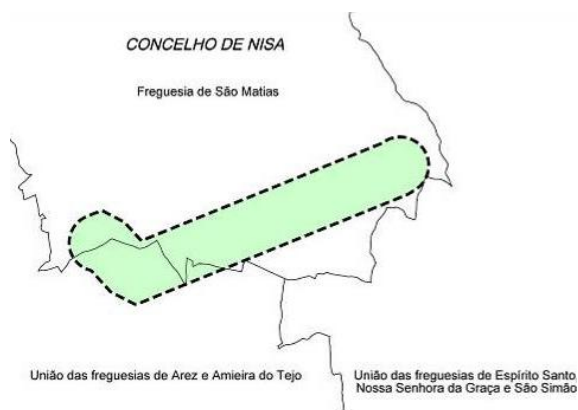 CONCELHO DE NISA
Freguesia de São Matias
União das freguesias de Arez e Amieira do Tejo
União das freguesias de Espírito Santo,
Nossa Senhora da Graça e São Simão